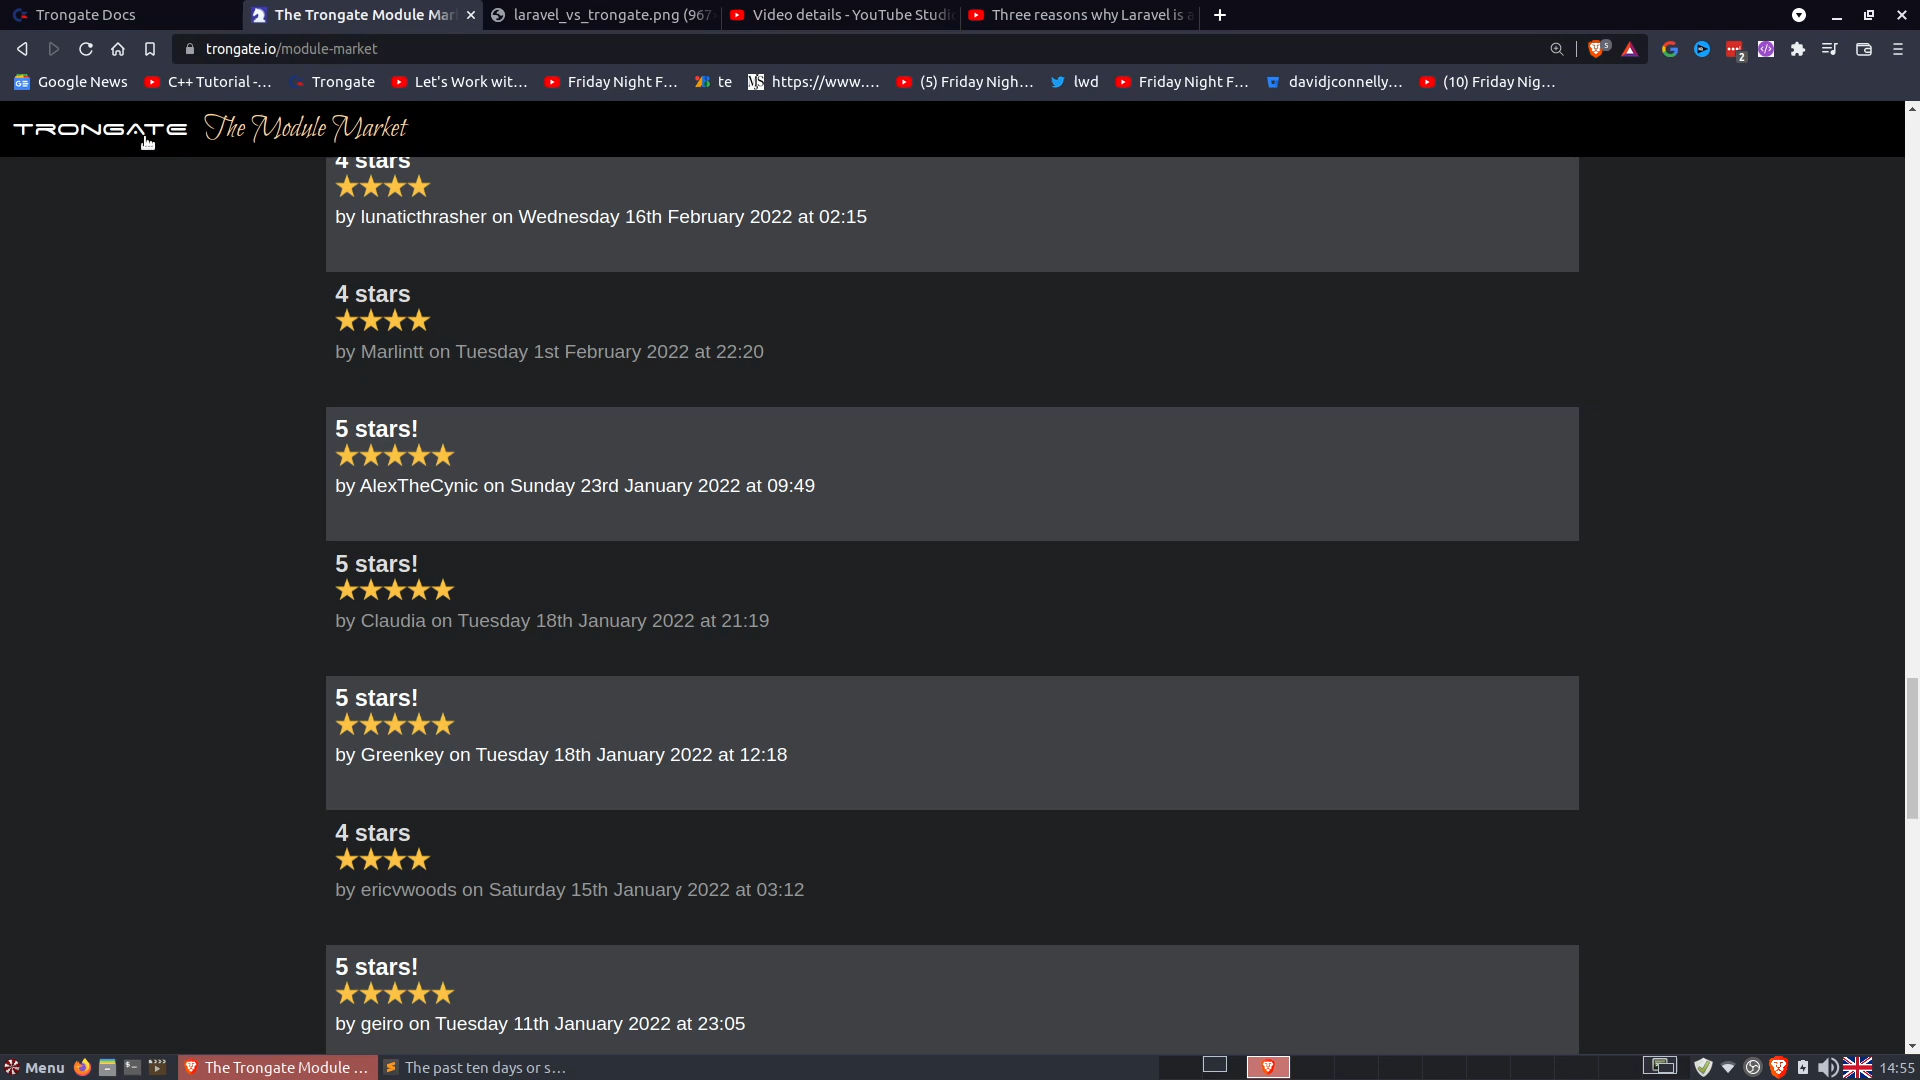 Trongate Docs
The Trongate Module Mar
laravel_vs_trongate.png (967
Video details - YouTube Studi
Three reasons why Laravel is a
trongate.io/module-market
5
2
Google News
C++ Tutorial -...
Trongate
Let's Work wit...
Friday Night F...
te
https://www....
(5) Friday Nigh...
lwd
Friday Night F...
davidjconnelly...
(10) Friday Nig...
TRONGATE The Module Market
4 stars
by lunaticthrasher on Wednesday 16th February 2022 at 02:15
4 stars
by Marlintt on Tuesday 1st February 2022 at 22:20
5 stars!
by AlexTheCynic on Sunday 23rd January 2022 at 09:49
5 stars!
by Claudia on Tuesday 18th January 2022 at 21:19
5 stars!
by Greenkey on Tuesday 18th January 2022 at 12:18
4 stars
by ericvwoods on Saturday 15th January 2022 at 03:12
5 stars!
by geiro on Tuesday 11th January 2022 at 23:05
Menu
The Trongate Module ...
The past ten days or s...
14:55